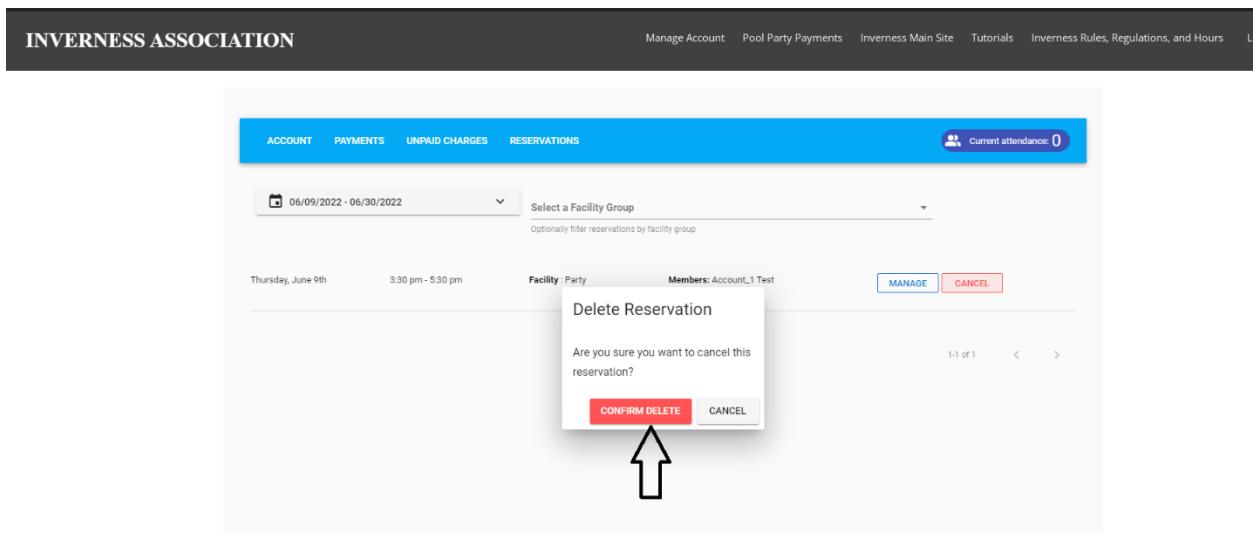 INVERNESS ASSOCIATION
Manage Account Pool Party Payments Inverness Main Site Tutorials Inverness Rules, Regulations, and Hours L
ACCOUNT PAYMENTS UNPAID CHARGES RESERVATIONS
Current attendance: 0
06/09/2022 - 06/30/2022
Select a Facility Group
Optionally filter reservations by facility group
Thursday, June 9th 3:30 pm - 5:30 pm Facility : Party Members: Account_1 Test MANAGE CANCEL
Delete Reservation
Are you sure you want to cancel this
reservation?
CONFIRM DELETE CANCEL
1-1 of 1